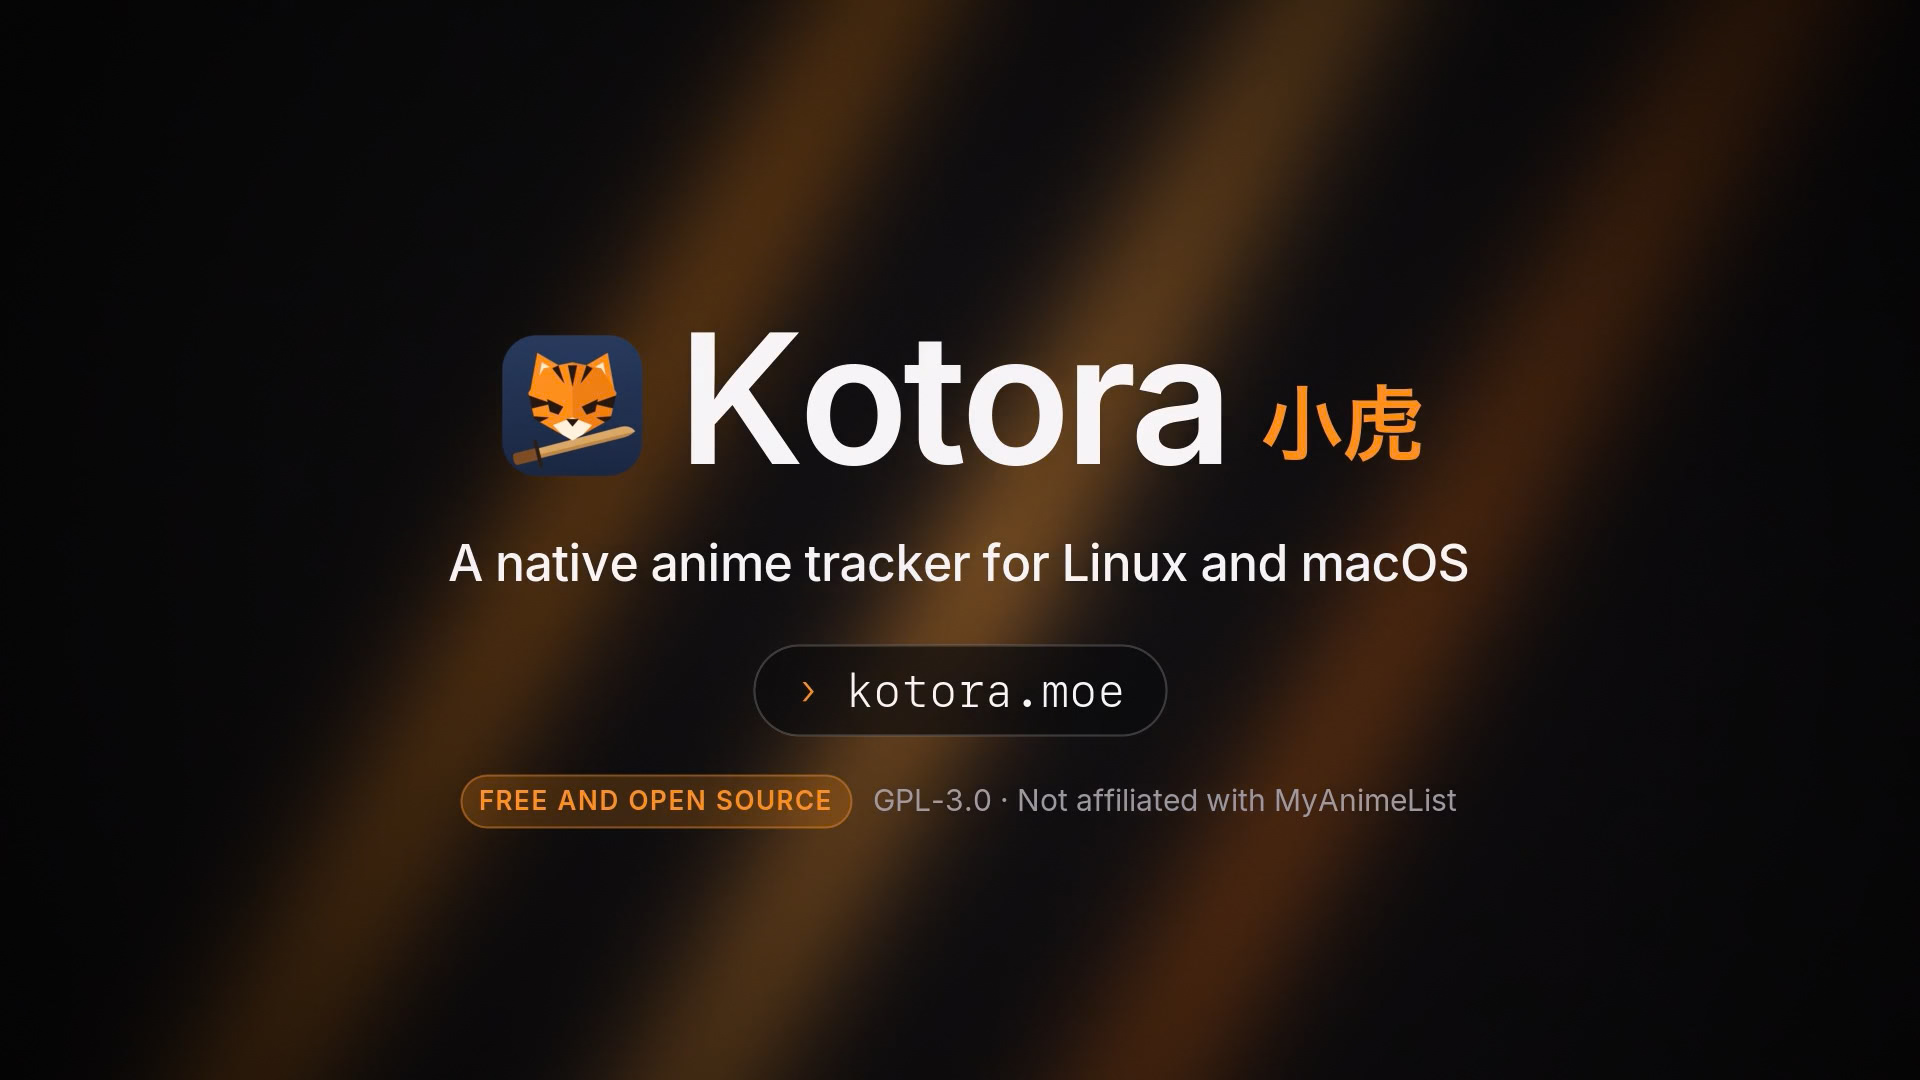 Kotora 小虎
A native anime tracker for Linux and macOS
› kotora.moe
FREE AND OPEN SOURCE GPL-3.0 · Not affiliated with MyAnimeList